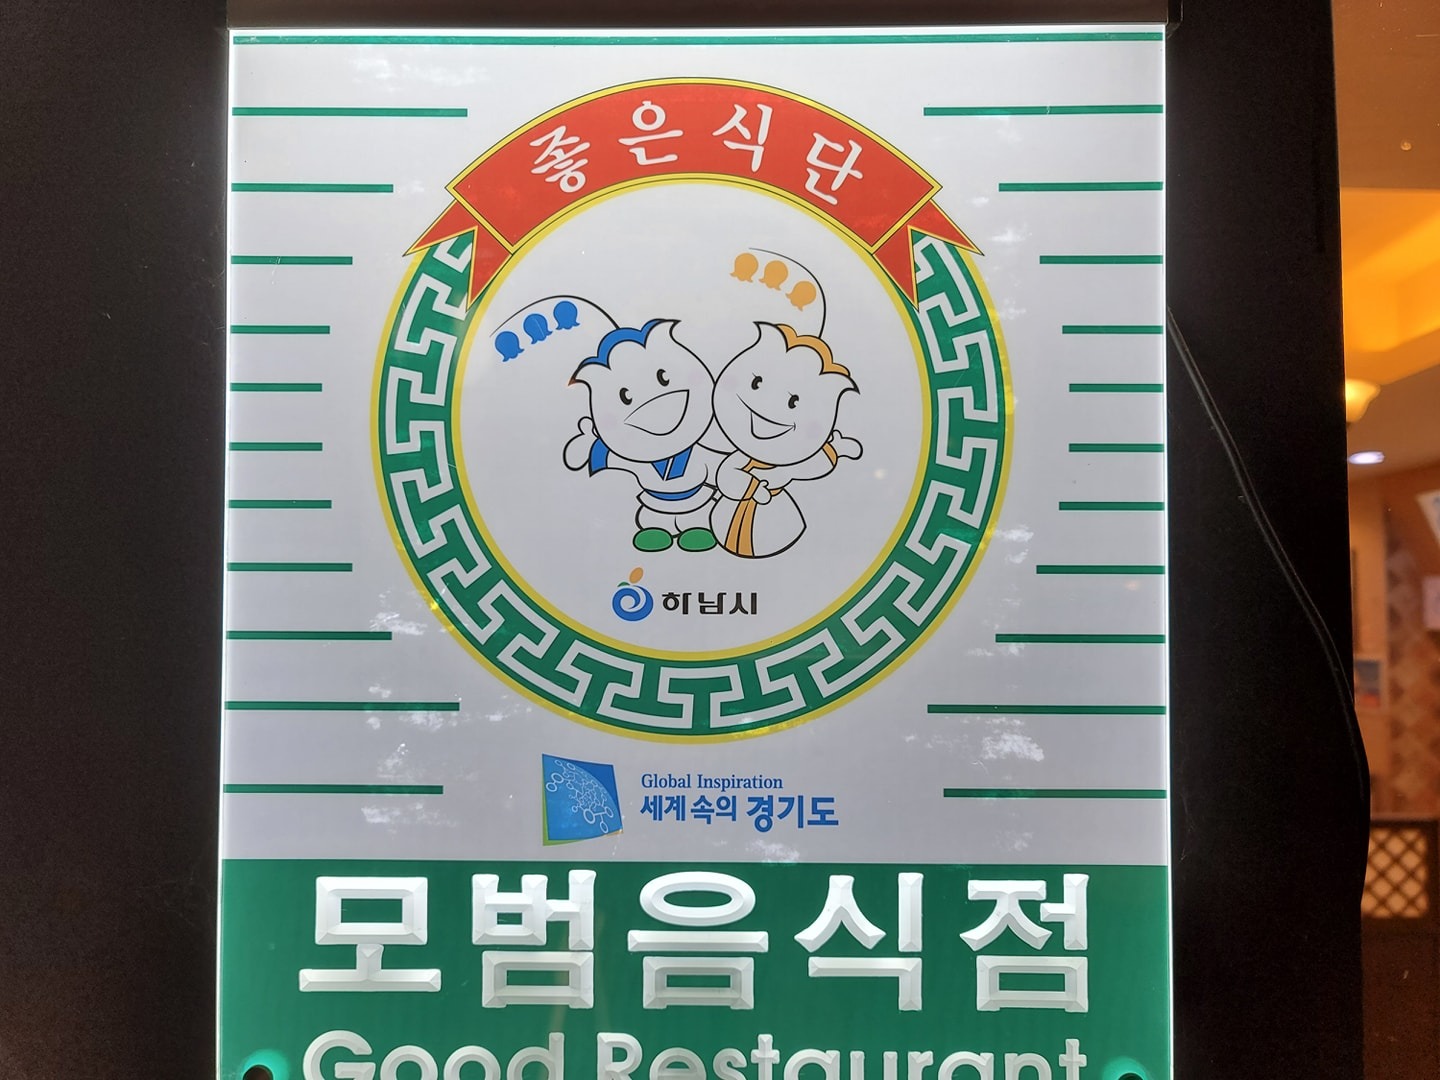 좋은식단
하남시
Global Inspiration
세계 속의 경기도
모범음식점
Good Restaurant